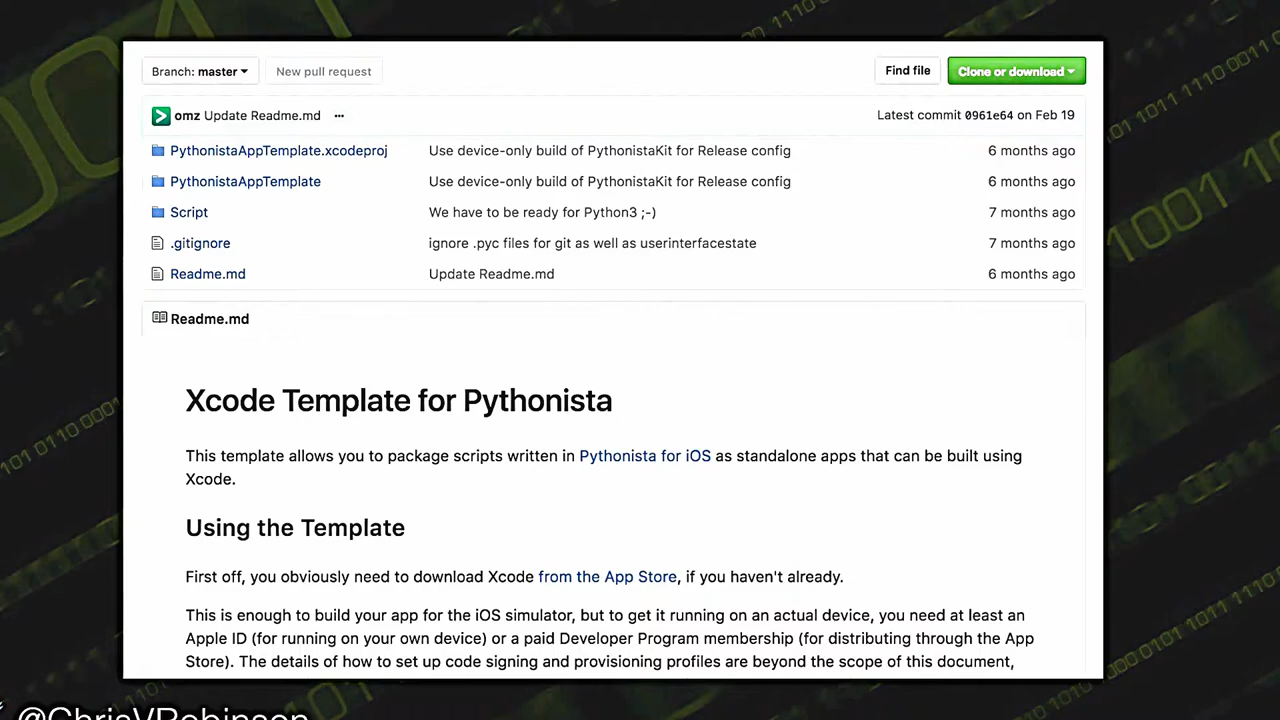 Branch: master
New pull request
Find file
Clone or download
omz Update Readme.md ...
Latest commit 0961e64 on Feb 19
PythonistaAppTemplate.xcodeproj Use device-only build of PythonistaKit for Release config 6 months ago
PythonistaAppTemplate Use device-only build of PythonistaKit for Release config 6 months ago
Script We have to be ready for Python3 ;-) 7 months ago
.gitignore ignore .pyc files for git as well as userinterfacestate 7 months ago
Readme.md Update Readme.md 6 months ago
Readme.md
Xcode Template for Pythonista
This template allows you to package scripts written in Pythonista for iOS as standalone apps that can be built using
Xcode.
Using the Template
First off, you obviously need to download Xcode from the App Store, if you haven't already.
This is enough to build your app for the iOS simulator, but to get it running on an actual device, you need at least an
Apple ID (for running on your own device) or a paid Developer Program membership (for distributing through the App
Store). The details of how to set up code signing and provisioning profiles are beyond the scope of this document,
@ChrisVRobinson